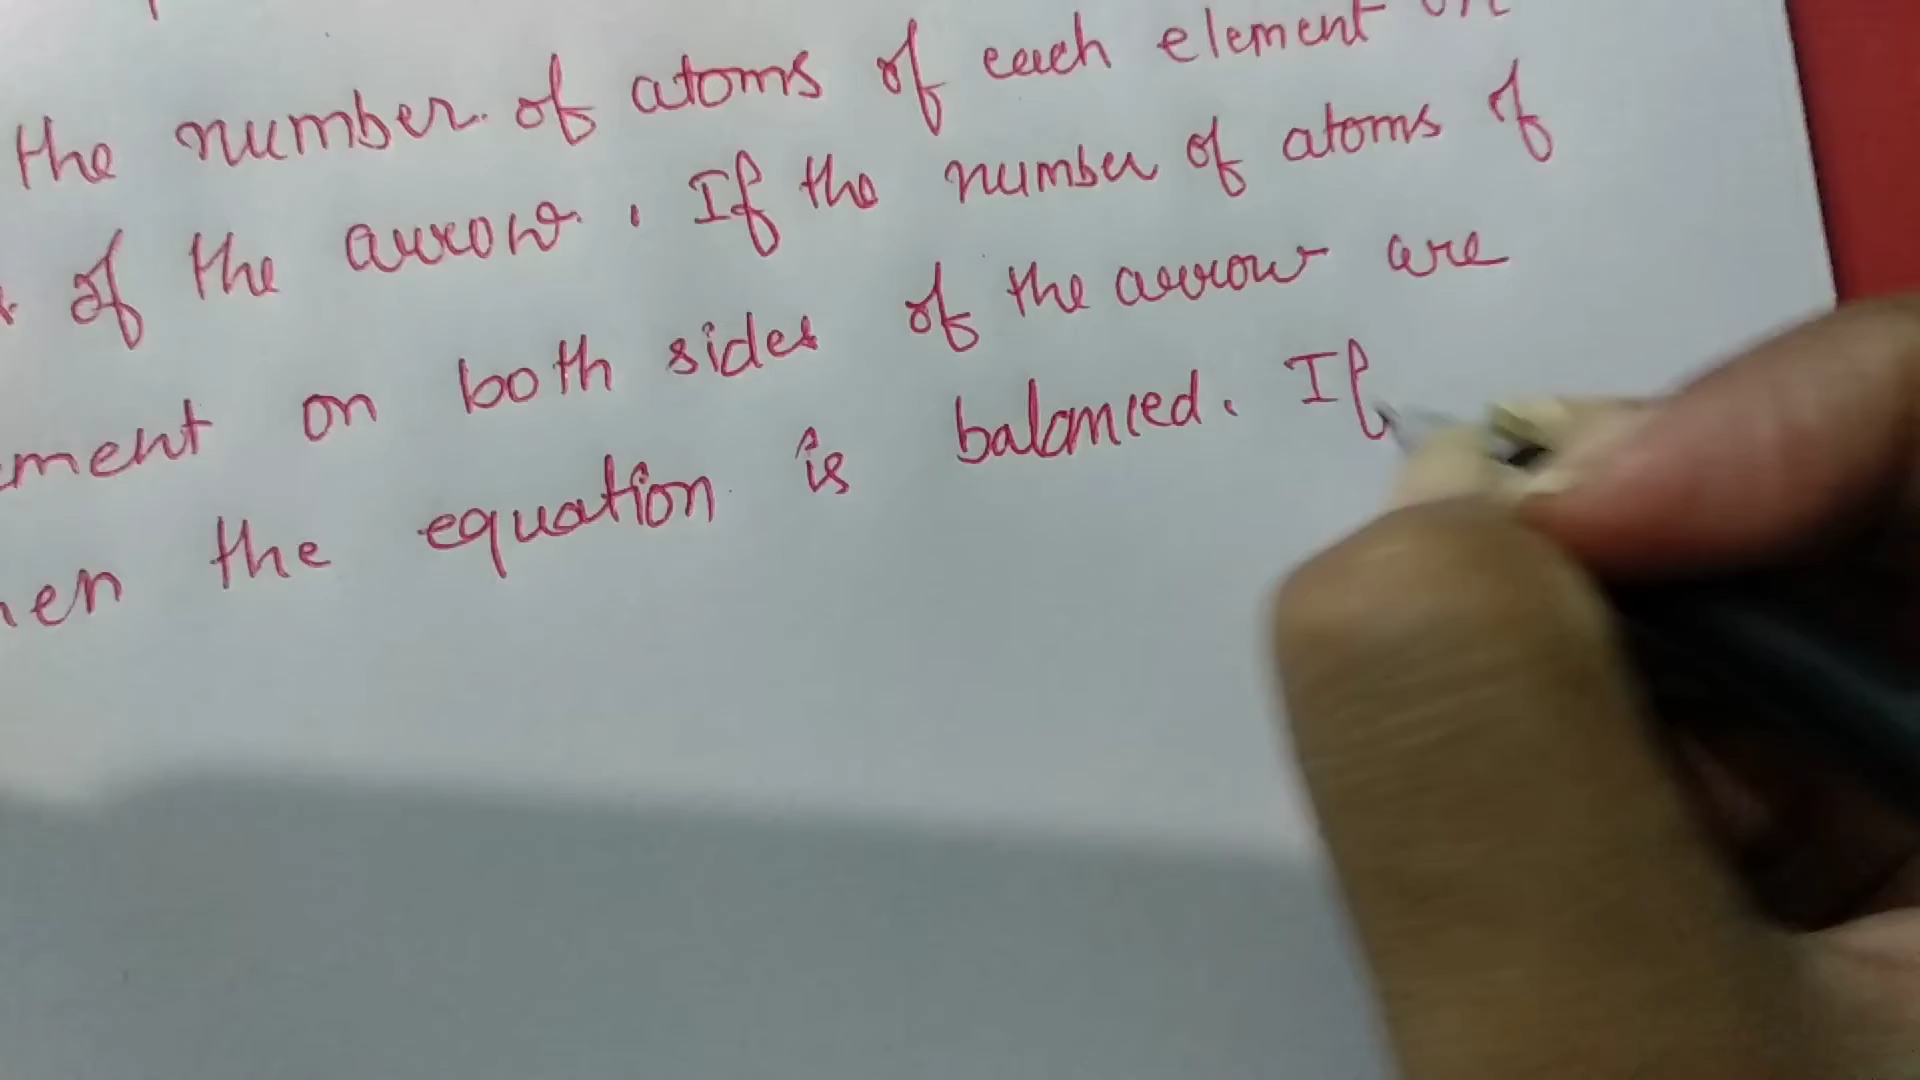 the number of atoms of each element on
of the arrow. If the number of atoms of
ment on both sides of the arrow are
en the equation is balanced. If